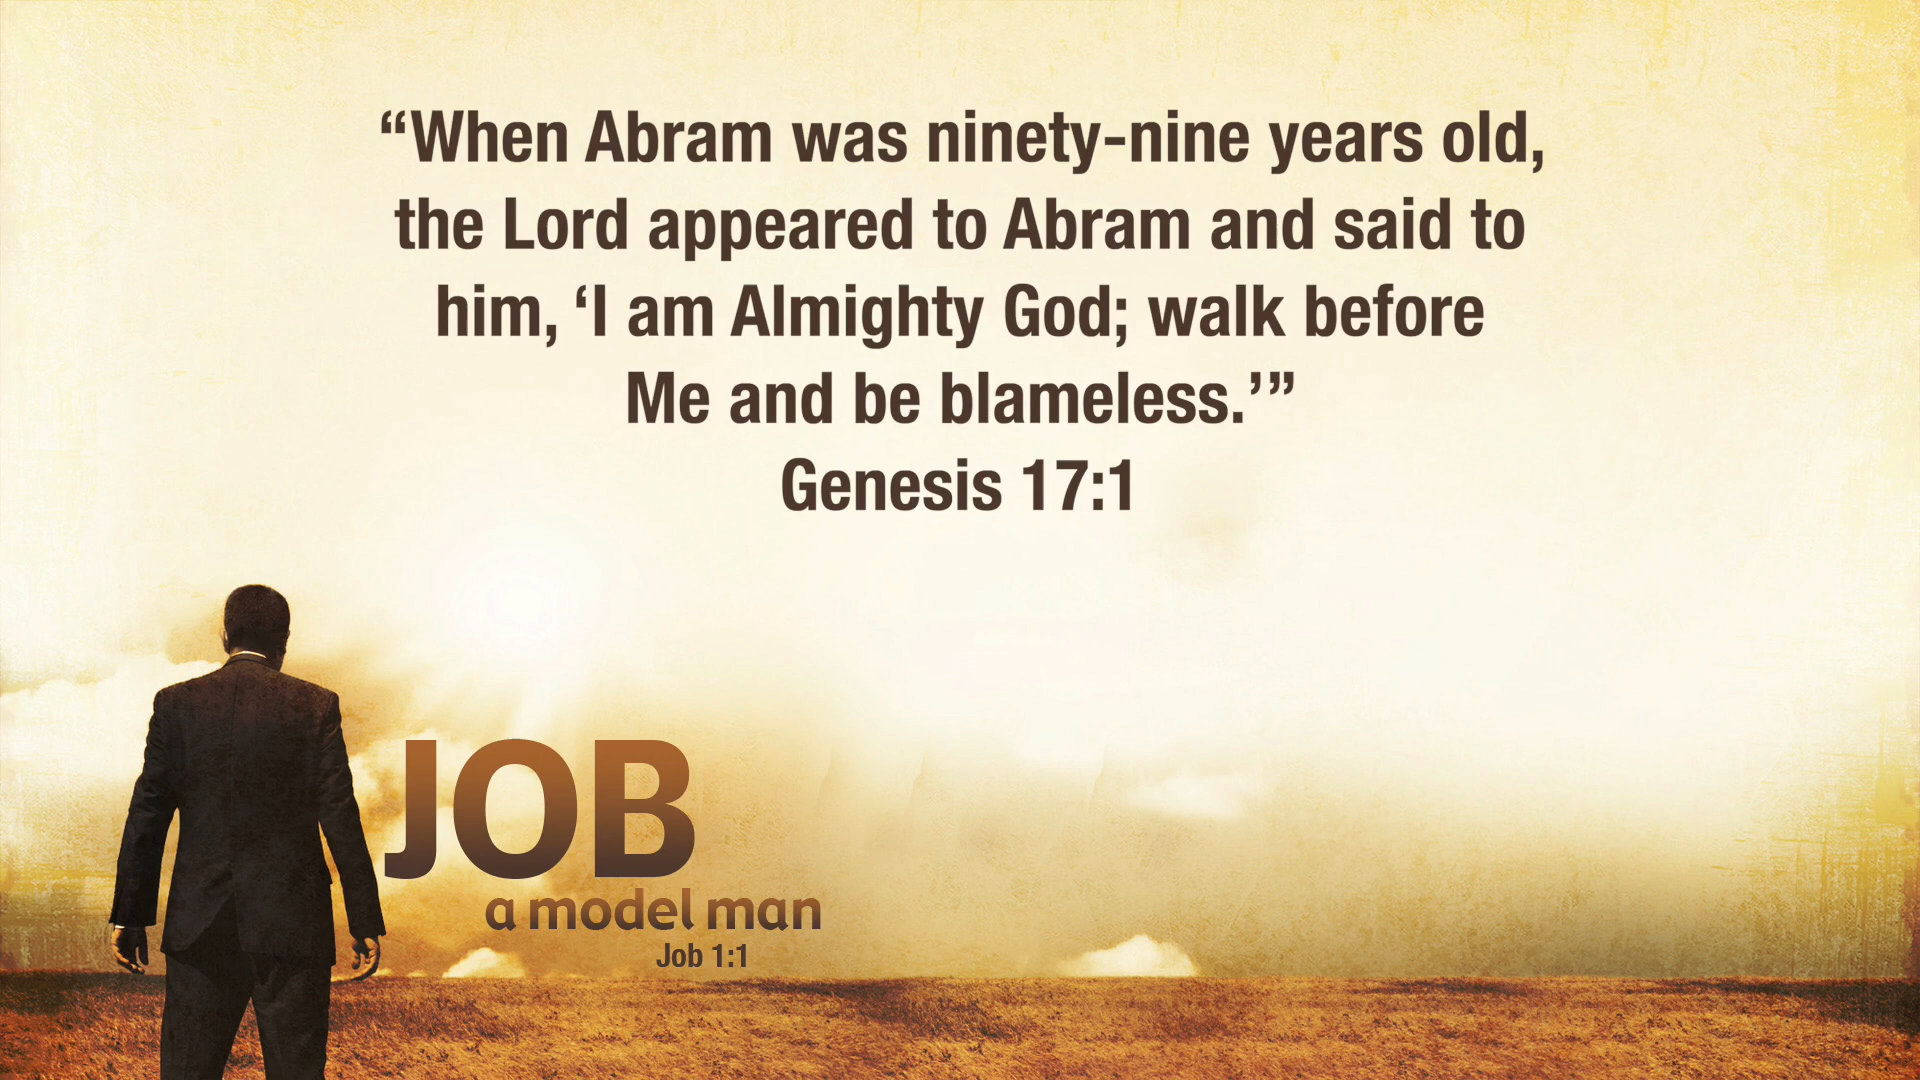 “When Abram was ninety-nine years old,
the Lord appeared to Abram and said to
him, ‘I am Almighty God; walk before
Me and be blameless.’”
Genesis 17:1
JOB
a model man
Job 1:1